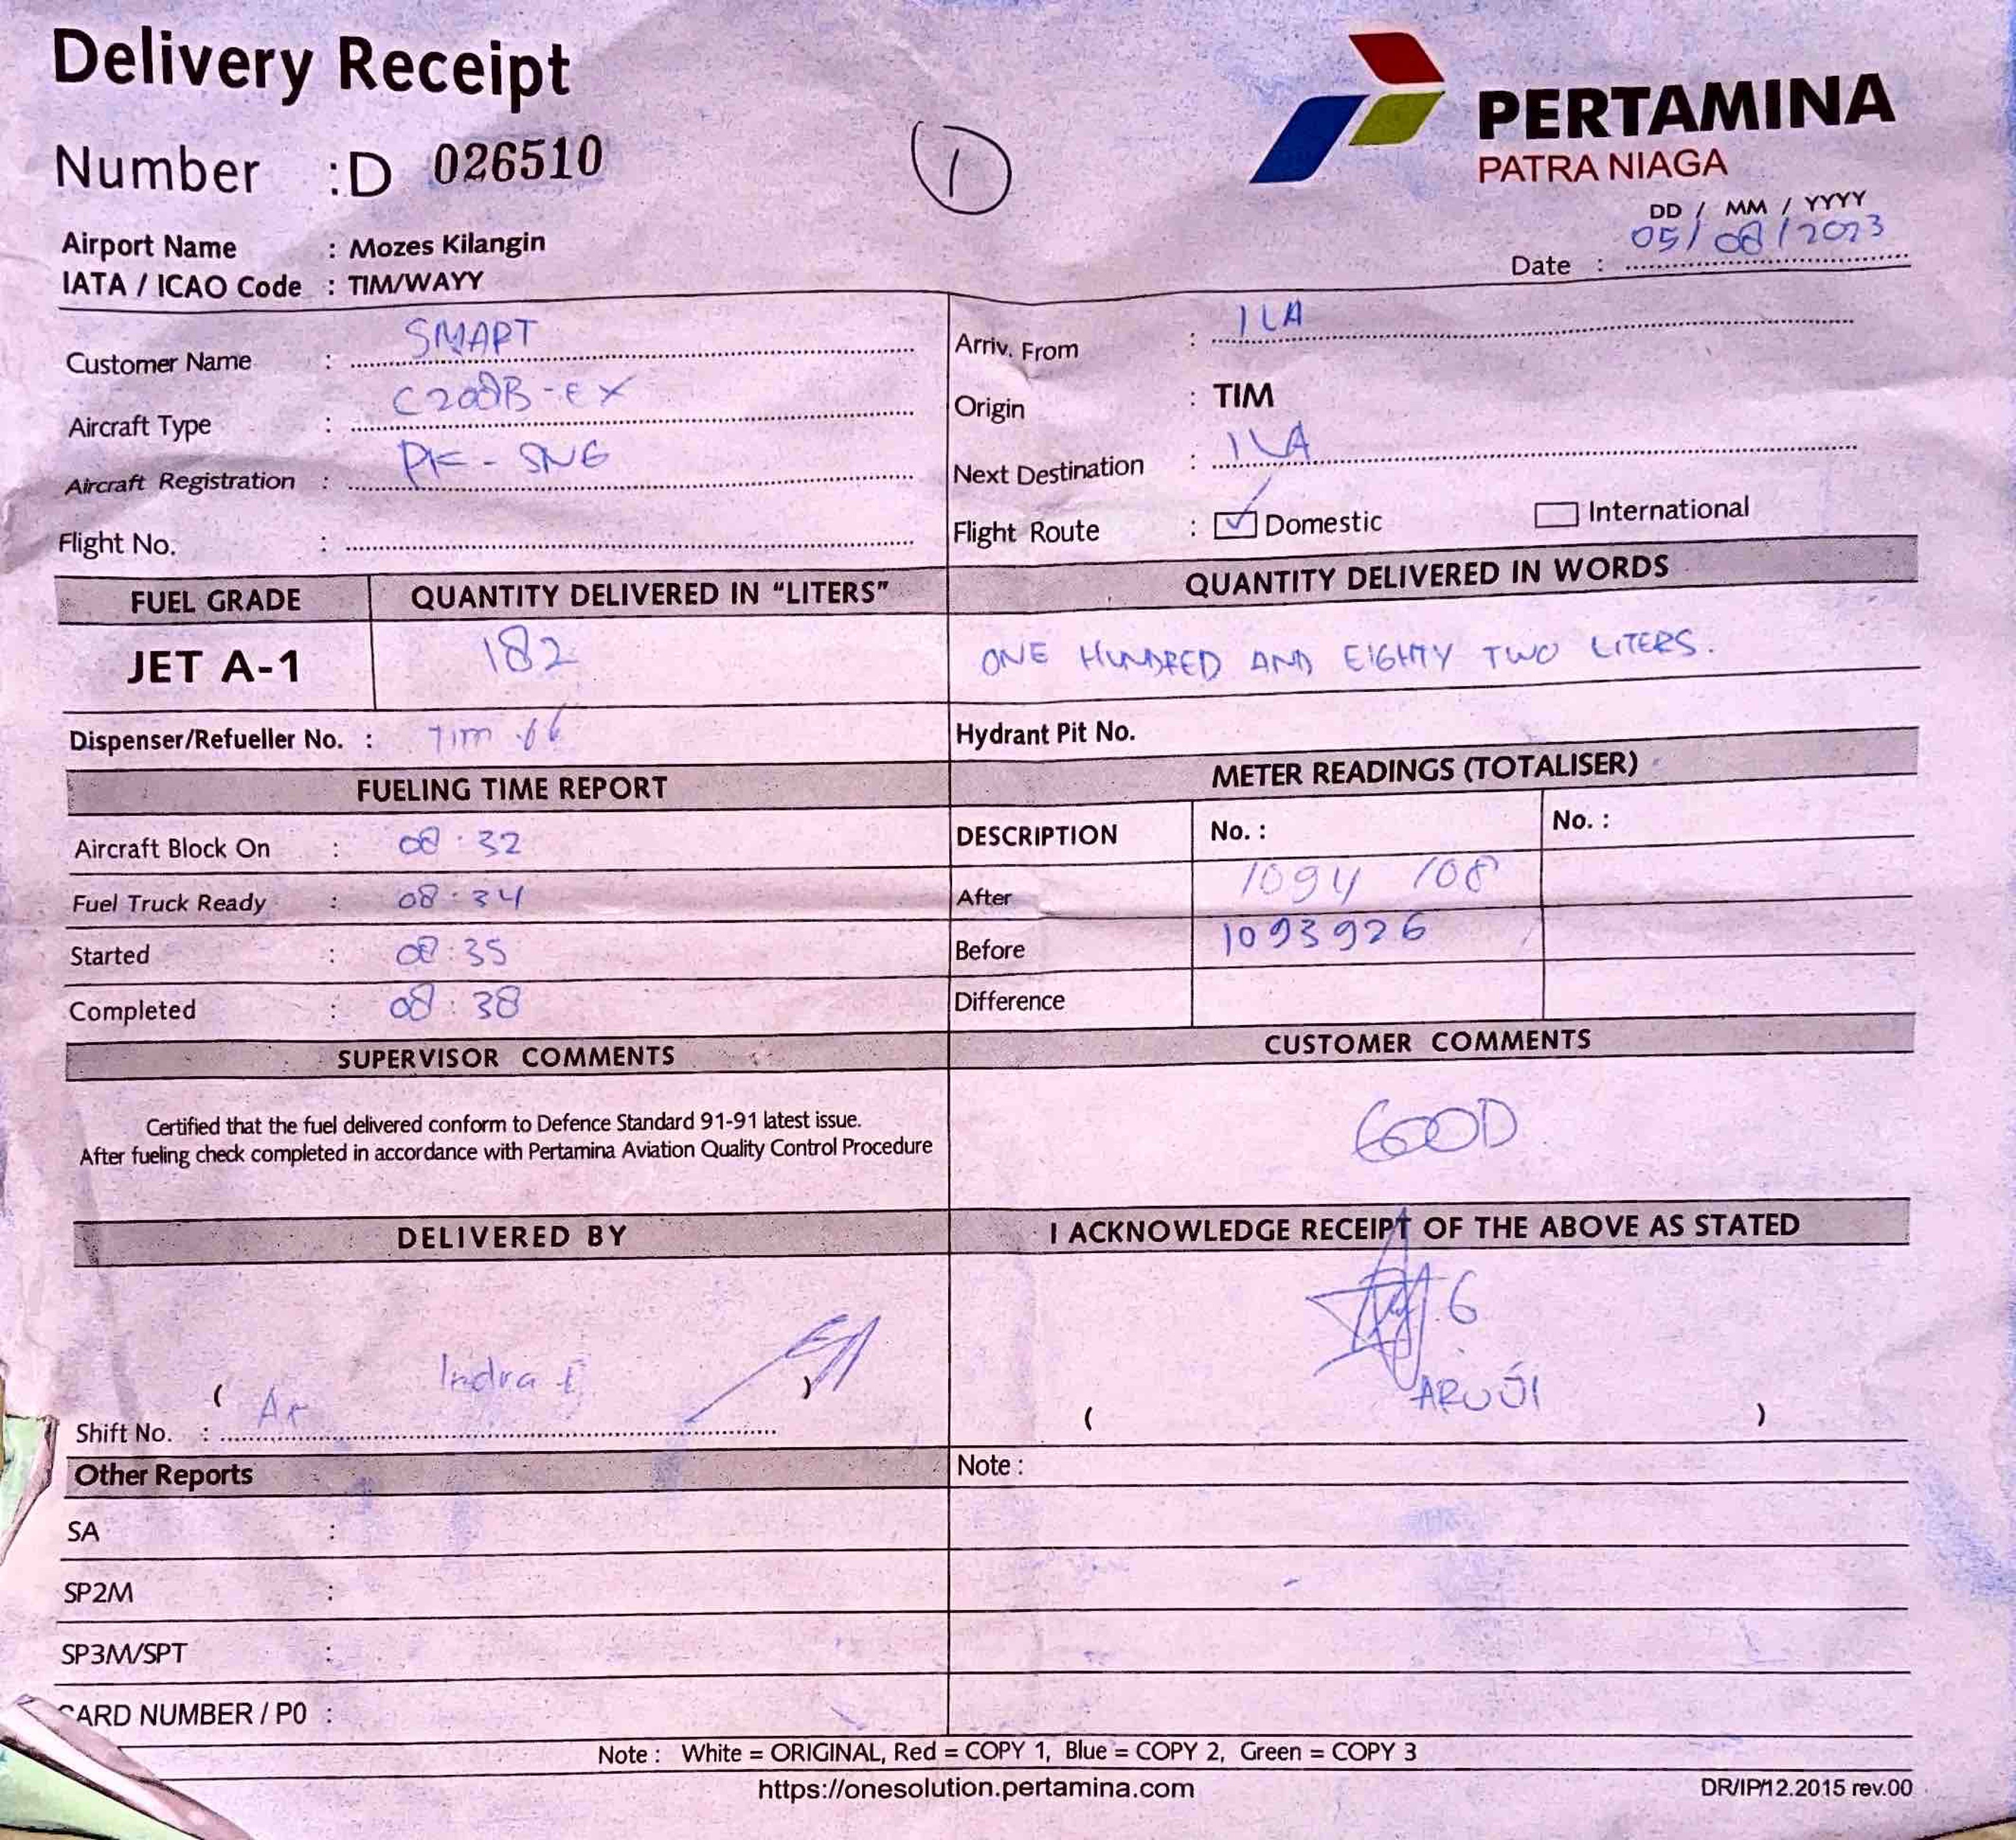 Delivery Receipt
Number : D 026510
1
PERTAMINA
PATRA NIAGA
DD / MM / YYYY
Date : 05/08/2023
Airport Name : Mozes Kilangin
IATA / ICAO Code : TIM/WAYY
Customer Name : SMART
Aircraft Type : C208B-EX
Aircraft Registration : PK-SNG
Flight No. :
Arriv. From : ILA
Origin : TIM
Next Destination : ILA
Flight Route : Domestic International
FUEL GRADE QUANTITY DELIVERED IN "LITERS" QUANTITY DELIVERED IN WORDS
JET A-1 182 ONE HUNDRED AND EIGHTY TWO LITERS.
Dispenser/Refueller No. : TIM 06 Hydrant Pit No.
FUELING TIME REPORT
Aircraft Block On : 08:32
Fuel Truck Ready : 08:34
Started : 08:35
Completed : 08:38
METER READINGS (TOTALISER)
DESCRIPTION No. : No. :
After 1094 108
Before 1093926
Difference
SUPERVISOR COMMENTS
Certified that the fuel delivered conform to Defence Standard 91-91 latest issue.
After fueling check completed in accordance with Pertamina Aviation Quality Control Procedure
CUSTOMER COMMENTS
GOOD
DELIVERED BY
( Indra )
Shift No. :
I ACKNOWLEDGE RECEIPT OF THE ABOVE AS STATED
( )
Other Reports
SA :
SP2M :
SP3M/SPT :
CARD NUMBER / P0 :
Note :
Note : White = ORIGINAL, Red = COPY 1, Blue = COPY 2, Green = COPY 3
https://onesolution.pertamina.com
DR/IP/12.2015 rev.00